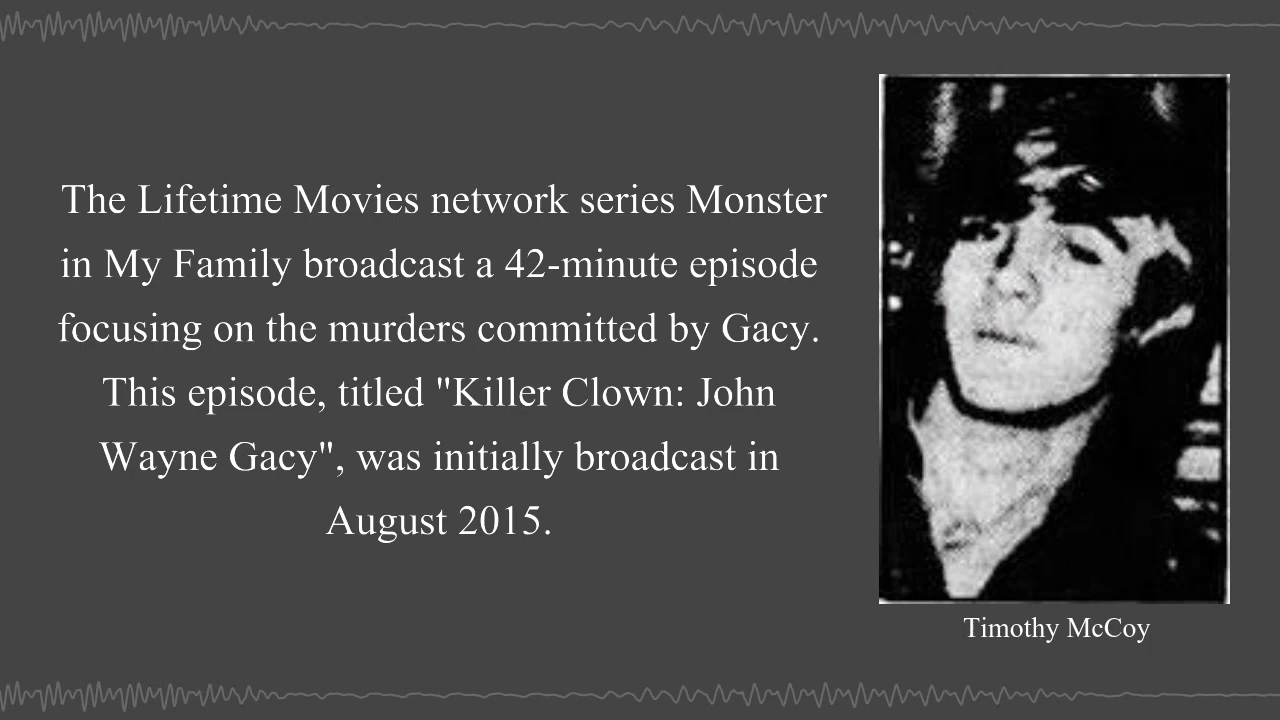 The Lifetime Movies network series Monster
in My Family broadcast a 42-minute episode
focusing on the murders committed by Gacy.
This episode, titled "Killer Clown: John
Wayne Gacy", was initially broadcast in
August 2015.
Timothy McCoy